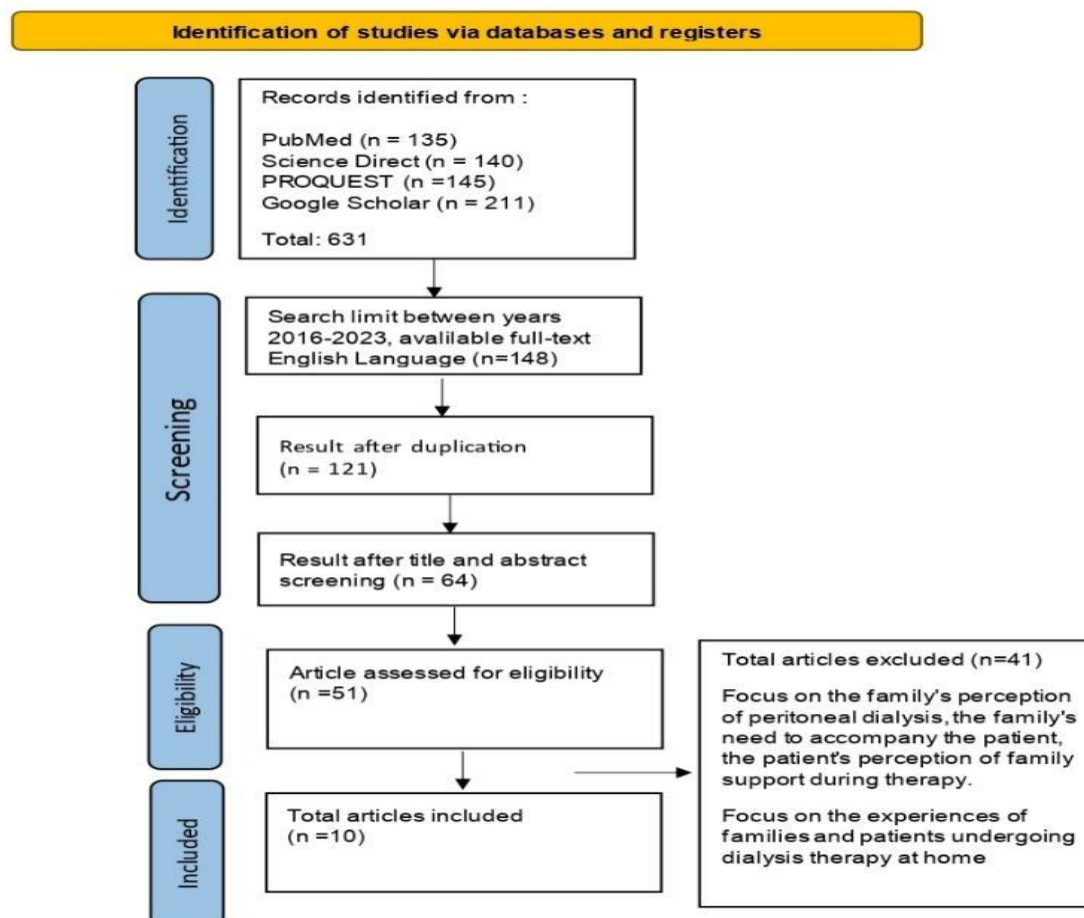 Identification of studies via databases and registers
Identification
Records identified from :
PubMed (n = 135)
Science Direct (n = 140)
PROQUEST (n =145)
Google Scholar (n = 211)
Total: 631
Screening
Search limit between years
2016-2023, avalilable full-text
English Language (n=148)
Result after duplication
(n = 121)
Result after title and abstract
screening (n = 64)
Eligibility
Article assessed for eligibility
(n =51)
Total articles excluded (n=41)
Focus on the family's perception
of peritoneal dialysis, the family's
need to accompany the patient,
the patient's perception of family
support during therapy.
Focus on the experiences of
families and patients undergoing
dialysis therapy at home
Included
Total articles included
(n =10)